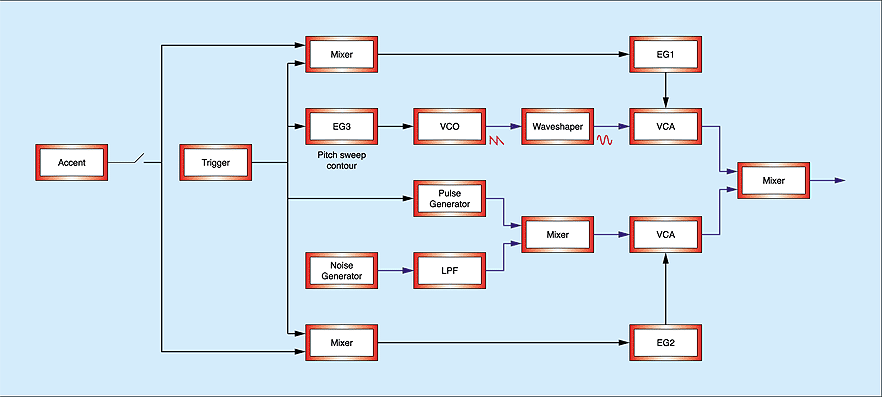 Mixer
EG1
EG3
VCO
Waveshaper
VCA
Pitch sweep
contour
Accent
Trigger
Mixer
Pulse
Generator
Mixer
VCA
Noise
Generator
LPF
Mixer
EG2